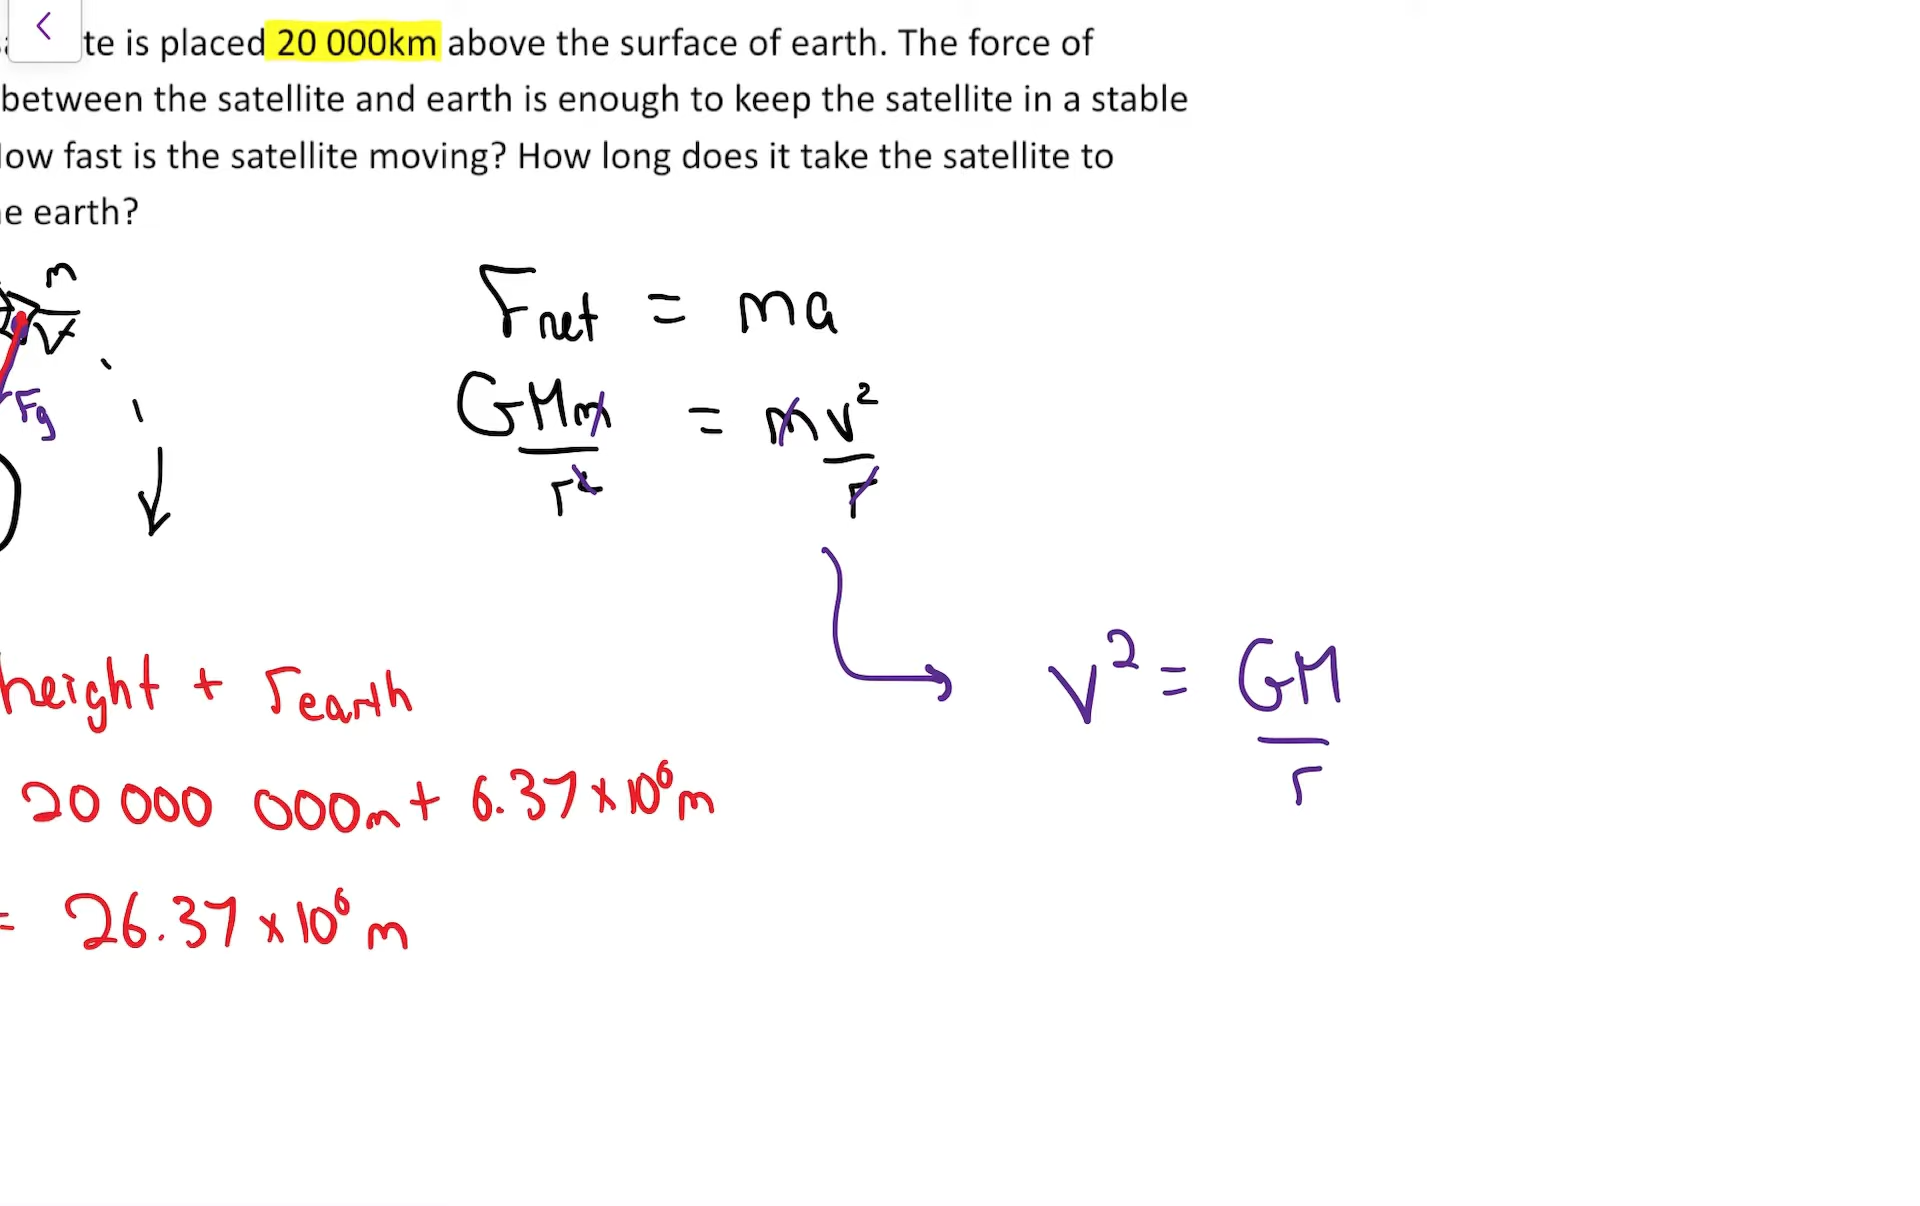 te is placed 20 000km above the surface of earth. The force of
between the satellite and earth is enough to keep the satellite in a stable
ow fast is the satellite moving? How long does it take the satellite to
e earth?
m
v
Fg
Fnet = ma
GMm/r² = mv²/r
v² = GM/r
height + rearth
20 000 000m + 6.37 x 10⁶ m
= 26.37 x 10⁶ m